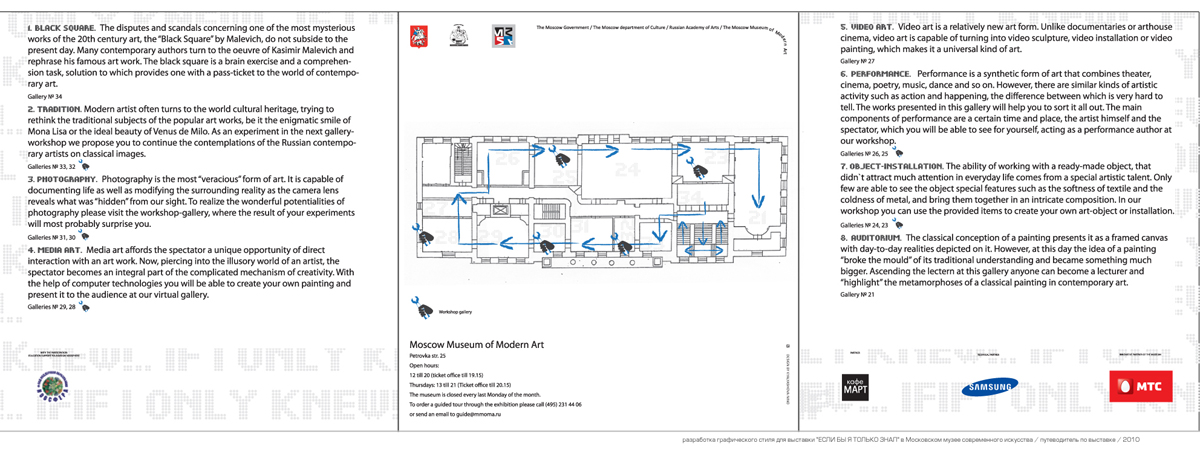 1. BLACK SQUARE. The disputes and scandals concerning one of the most mysterious
works of the 20th century art, the “Black Square” by Malevich, do not subside to the
present day. Many contemporary authors turn to the oeuvre of Kasimir Malevich and
rephrase his famous art work. The black square is a brain exercise and a comprehen-
sion task, solution to which provides one with a pass-ticket to the world of contempo-
rary art.
Gallery № 34
2. TRADITION. Modern artist often turns to the world cultural heritage, trying to
rethink the traditional subjects of the popular art works, be it the enigmatic smile of
Mona Lisa or the ideal beauty of Venus de Milo. As an experiment in the next gallery-
workshop we propose you to continue the contemplations of the Russian contempo-
rary artists on classical images.
Galleries № 33, 32
3. PHOTOGRAPHY. Photography is the most “veracious” form of art. It is capable of
documenting life as well as modifying the surrounding reality as the camera lens
reveals what was “hidden” from our sight. To realize the wonderful potentialities of
photography please visit the workshop-gallery, where the result of your experiments
will most probably surprise you.
Galleries № 31, 30
4. MEDIA ART. Media art affords the spectator a unique opportunity of direct
interaction with an art work. Now, piercing into the illusory world of an artist, the
spectator becomes an integral part of the complicated mechanism of creativity. With
the help of computer technologies you will be able to create your own painting and
present it to the audience at our virtual gallery.
Galleries № 29, 28
The Moscow Government / The Moscow department of Culture / Russian Academy of Arts / The Moscow Museum of Modern Art
26
25
24
23
21
28
29
Workshop gallery
Moscow Museum of Modern Art
Petrovka str. 25
Open hours:
12 till 20 (ticket office till 19.15)
Thursdays: 13 till 21 (Ticket office till 20.15)
The museum is closed every last Monday of the month.
To order a guided tour through the exhibition please call (495) 231 44 06
or send an email to guide@mmoma.ru
5. VIDEO ART. Video art is a relatively new art form. Unlike documentaries or arthouse
cinema, video art is capable of turning into video sculpture, video installation or video
painting, which makes it a universal kind of art.
Gallery № 27
6. PERFORMANCE. Performance is a synthetic form of art that combines theater,
cinema, poetry, music, dance and so on. However, there are similar kinds of artistic
activity such as action and happening, the difference between which is very hard to
tell. The works presented in this gallery will help you to sort it all out. The main
components of performance are a certain time and place, the artist himself and the
spectator, which you will be able to see for yourself, acting as a performance author at
our workshop.
Galleries № 26, 25
7. OBJECT-INSTALLATION. The ability of working with a ready-made object, that
didn`t attract much attention in everyday life comes from a special artistic talent. Only
few are able to see the object special features such as the softness of textile and the
coldness of metal, and bring them together in an intricate composition. In our
workshop you can use the provided items to create your own art-object or installation.
Galleries № 24, 23
8. AUDITORIUM. The classical conception of a painting presents it as a framed canvas
with day-to-day realities depicted on it. However, at this day the idea of a painting
“broke the mould” of its traditional understanding and became something much
bigger. Ascending the lectern at this gallery anyone can become a lecturer and
“highlight” the metamorphoses of a classical painting in contemporary art.
Gallery № 21
KNEW!.. IF I ONLY K
IF I ONLY KNEW!
кафе
МАРТ
SAMSUNG
МТС
разработка графического стиля для выставки "ЕСЛИ БЫ Я ТОЛЬКО ЗНАЛ" в Московском музее современного искусства / путеводитель по выставке / 2010